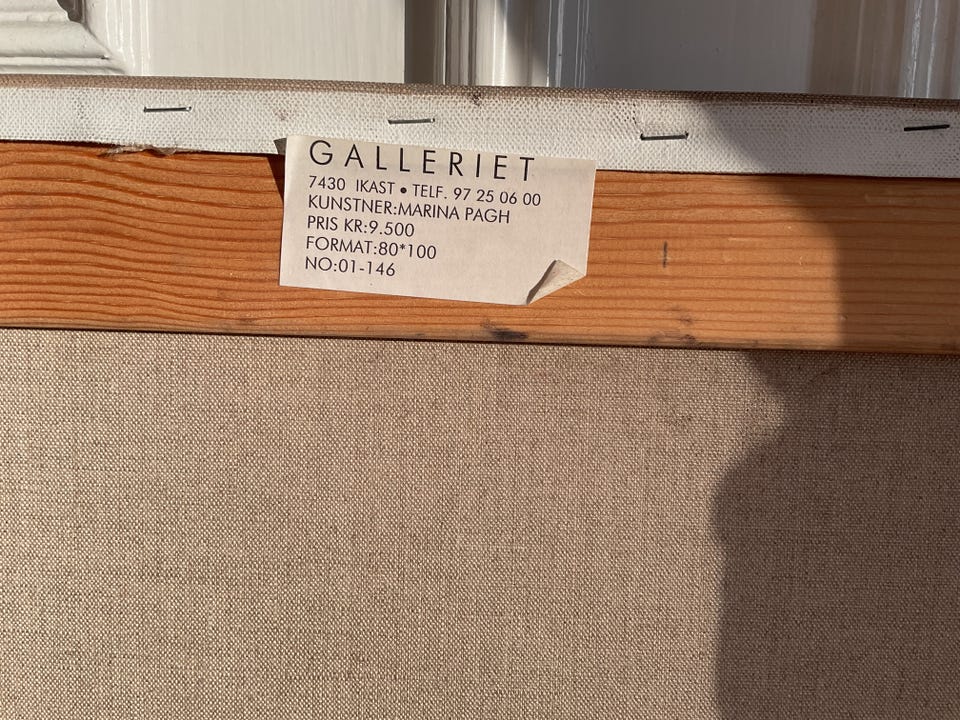 GALLERIET
7430 IKAST • TELF. 97 25 06 00
KUNSTNER:MARINA PAGH
PRIS KR:9.500
FORMAT:80*100
NO:01-146